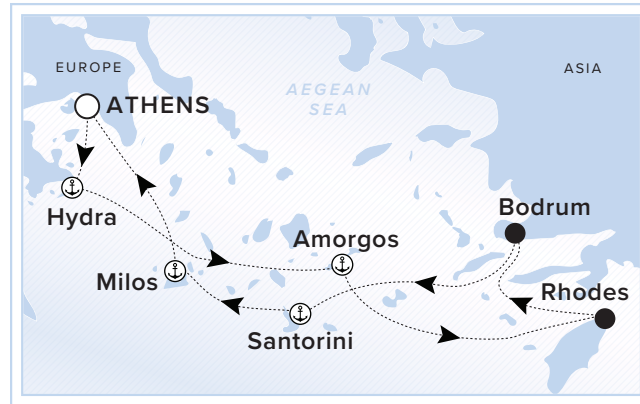 EUROPE
ASIA
AEGEAN
SEA
ATHENS
Hydra
Bodrum
Amorgos
Milos
Rhodes
Santorini